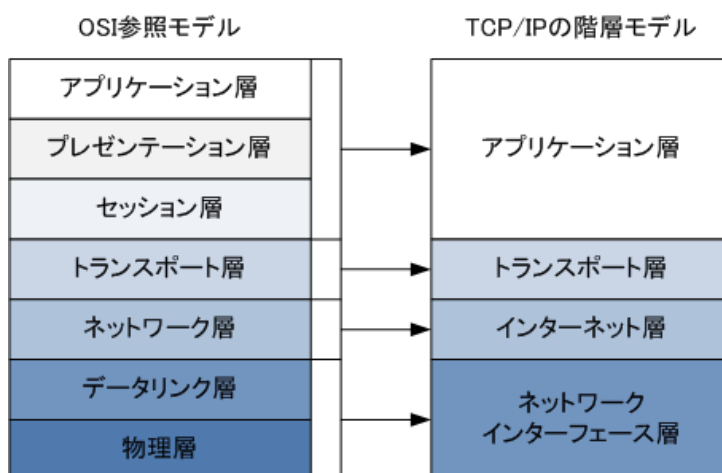 OSI参照モデル
アプリケーション層
プレゼンテーション層
セッション層
トランスポート層
ネットワーク層
データリンク層
物理層
TCP/IPの階層モデル
アプリケーション層
トランスポート層
インターネット層
ネットワーク
インターフェース層